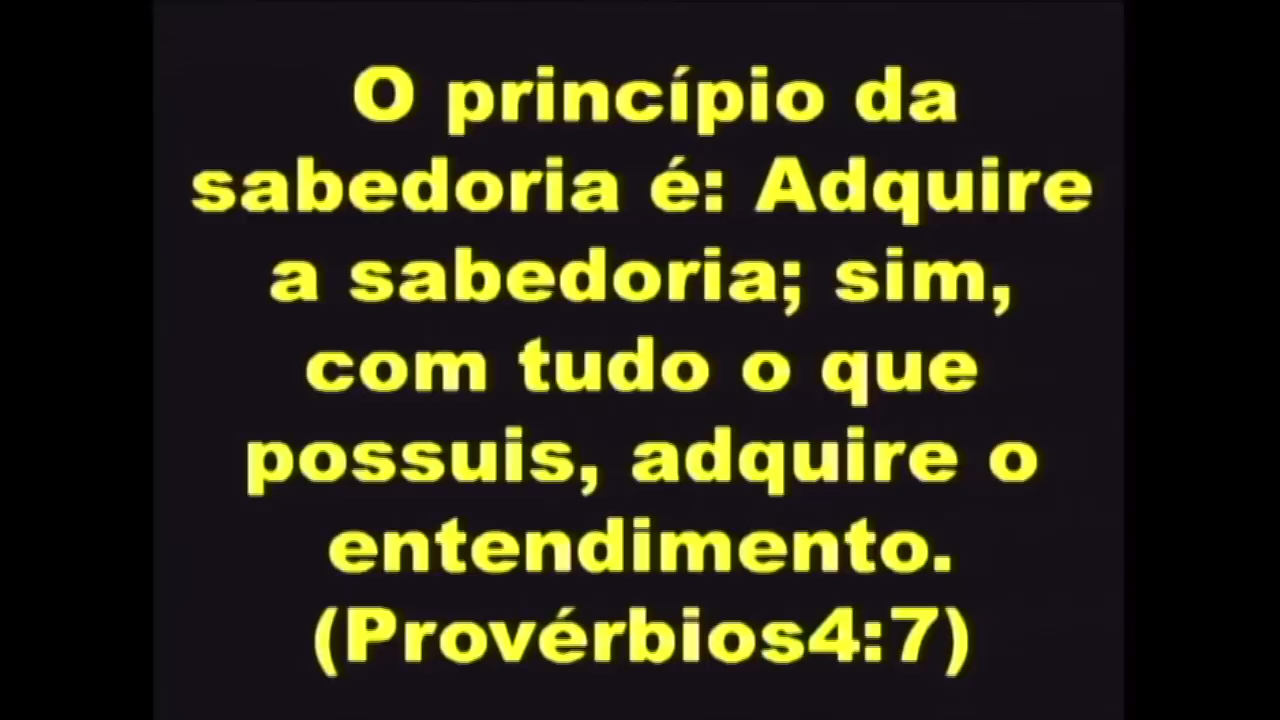 O princípio da
sabedoria é: Adquire
a sabedoria; sim,
com tudo o que
possuis, adquire o
entendimento.
(Provérbios4:7)